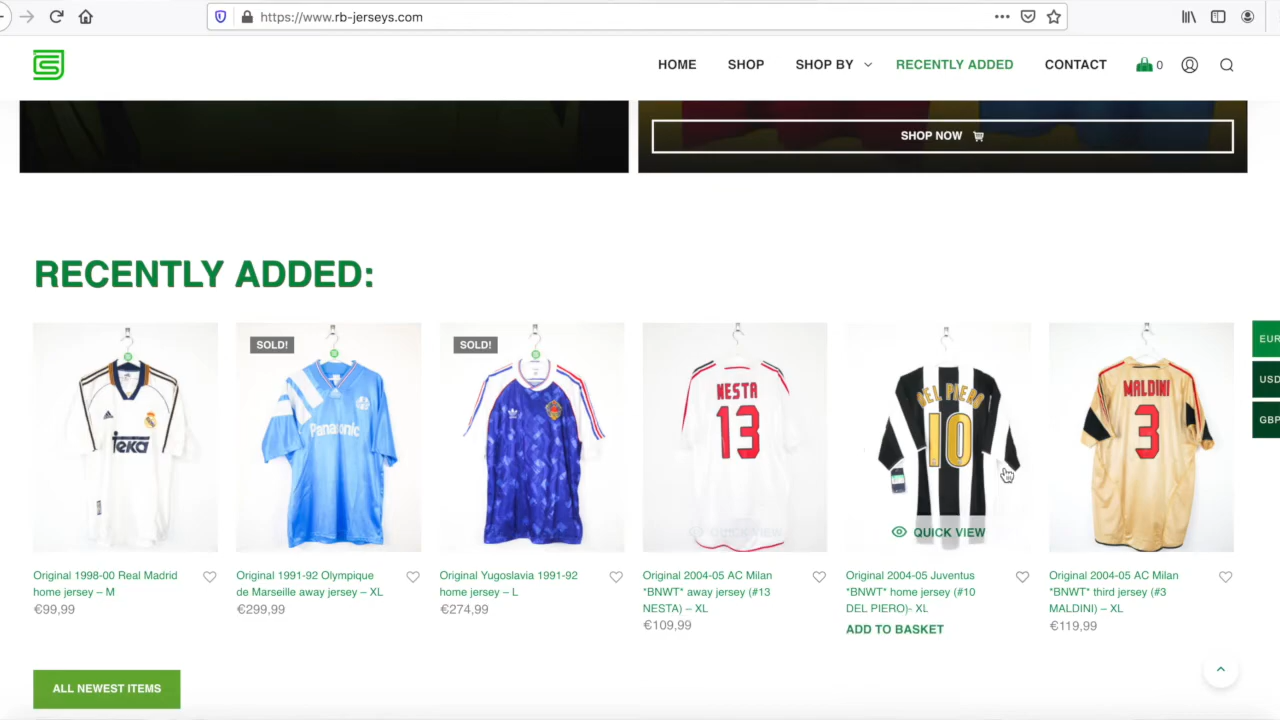 https://www.rb-jerseys.com
HOME
SHOP
SHOP BY
RECENTLY ADDED
CONTACT
0
SHOP NOW
RECENTLY ADDED:
SOLD!
SOLD!
EUR
USD
GBP
Teka
Panasonic
NESTA
13
DEL PIERO
10
MALDINI
3
QUICK VIEW
QUICK VIEW
Original 1998-00 Real Madrid
home jersey – M
€99,99
Original 1991-92 Olympique
de Marseille away jersey – XL
€299,99
Original Yugoslavia 1991-92
home jersey – L
€274,99
Original 2004-05 AC Milan
*BNWT* away jersey (#13
NESTA) – XL
€109,99
Original 2004-05 Juventus
*BNWT* home jersey (#10
DEL PIERO)- XL
ADD TO BASKET
Original 2004-05 AC Milan
*BNWT* third jersey (#3
MALDINI) – XL
€119,99
ALL NEWEST ITEMS